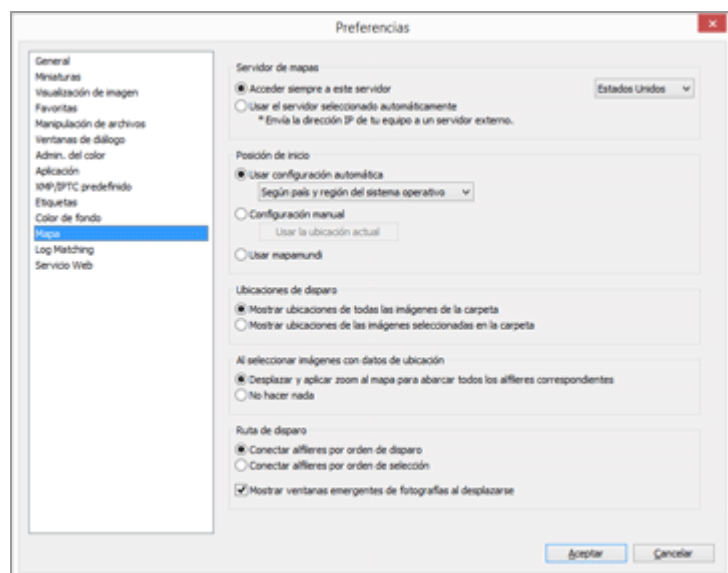 Preferencias
General
Miniaturas
Visualización de imagen
Favoritas
Manipulación de archivos
Ventanas de diálogo
Admin. del color
Aplicación
XMP/IPTC predefinido
Etiquetas
Color de fondo
Mapa
Log Matching
Servicio Web
Servidor de mapas
Acceder siempre a este servidor
Estados Unidos
Usar el servidor seleccionado automáticamente
* Envía la dirección IP de tu equipo a un servidor externo.
Posición de inicio
Usar configuración automática
Según país y región del sistema operativo
Configuración manual
Usar la ubicación actual
Usar mapamundi
Ubicaciones de disparo
Mostrar ubicaciones de todas las imágenes de la carpeta
Mostrar ubicaciones de las imágenes seleccionadas en la carpeta
Al seleccionar imágenes con datos de ubicación
Desplazar y aplicar zoom al mapa para abarcar todos los alfileres correspondientes
No hacer nada
Ruta de disparo
Conectar alfileres por orden de disparo
Conectar alfileres por orden de selección
Mostrar ventanas emergentes de fotografías al desplazarse
Aceptar
Cancelar